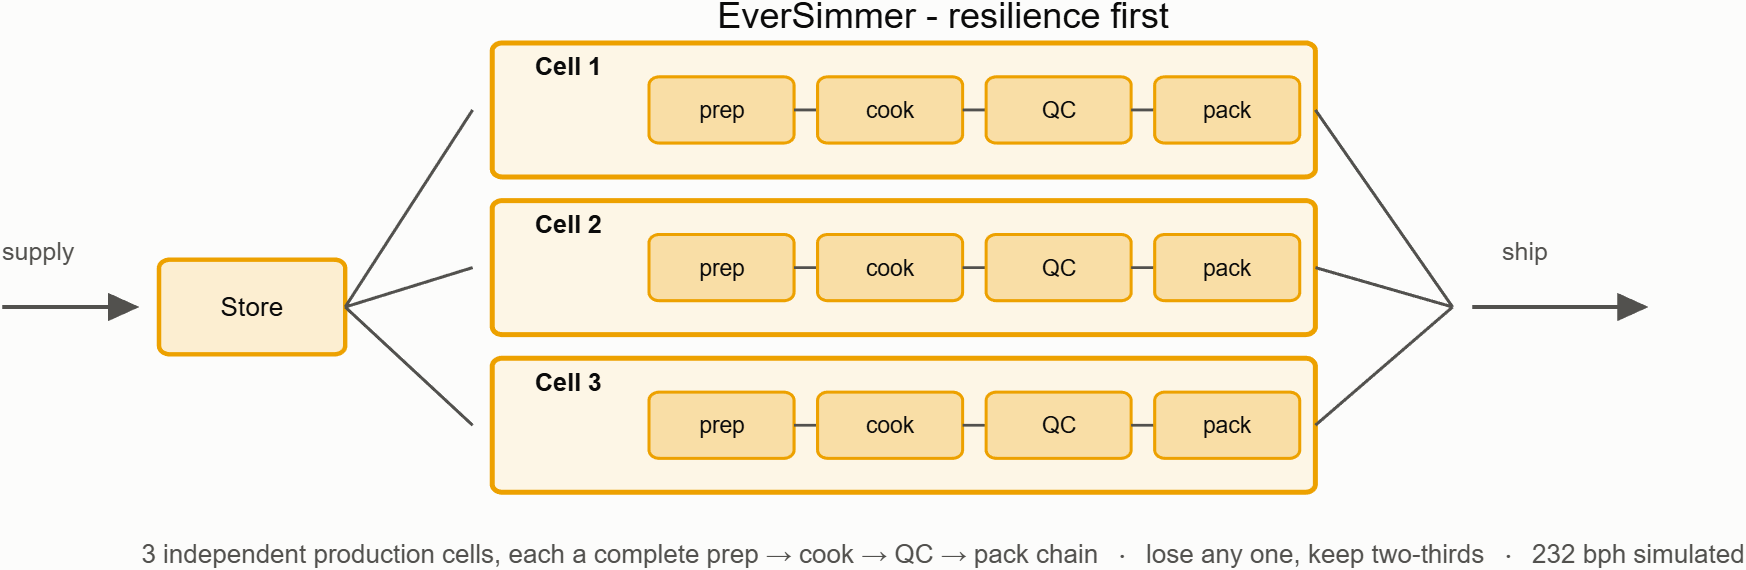 EverSimmer - resilience first
Cell 1
prep
cook
QC
pack
Cell 2
prep
cook
QC
pack
Cell 3
prep
cook
QC
pack
supply
Store
ship
3 independent production cells, each a complete prep → cook → QC → pack chain · lose any one, keep two-thirds · 232 bph simulated